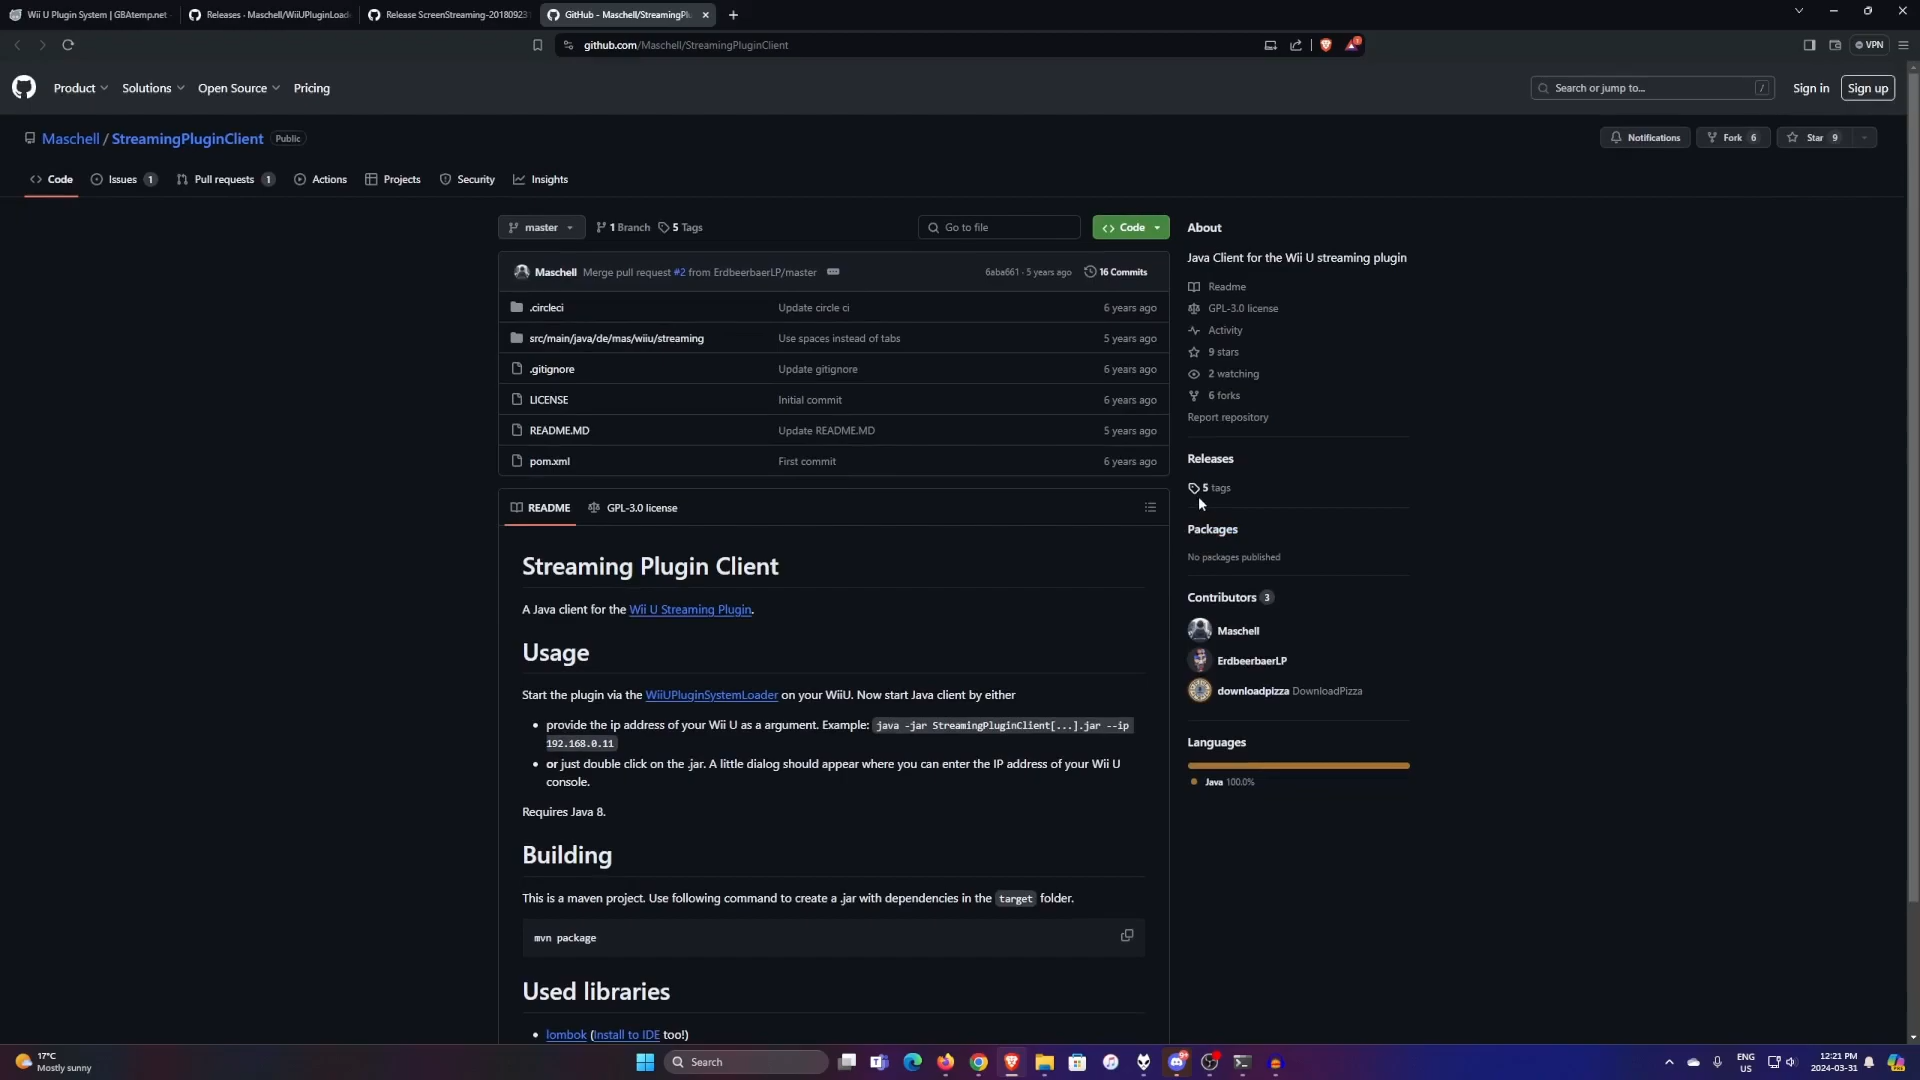 Wii U Plugin System | GBAtemp.net
Releases · Maschell/WiiUPluginLoade
Release ScreenStreaming-2018092315
GitHub - Maschell/StreamingPlu
github.com/Maschell/StreamingPluginClient
VPN
Product Solutions Open Source Pricing
Search or jump to... /
Sign in
Sign up
Maschell / StreamingPluginClient Public
Notifications
Fork 6
Star 9
Code Issues 1 Pull requests 1 Actions Projects Security Insights
master 1 Branch 5 Tags
Go to file
Code
Maschell Merge pull request #2 from ErdbeerbaerLP/master
6aba661 · 5 years ago 16 Commits
.circleci Update circle ci 6 years ago
src/main/java/de/mas/wiiu/streaming Use spaces instead of tabs 5 years ago
.gitignore Update gitignore 6 years ago
LICENSE Initial commit 6 years ago
README.MD Update README.MD 5 years ago
pom.xml First commit 6 years ago
README GPL-3.0 license
Streaming Plugin Client
A Java client for the Wii U Streaming Plugin.
Usage
Start the plugin via the WiiUPluginSystemLoader on your WiiU. Now start Java client by either
provide the ip address of your Wii U as a argument. Example: java -jar StreamingPluginClient[...].jar --ip
192.168.0.11
or just double click on the .jar. A little dialog should appear where you can enter the IP address of your Wii U
console.
Requires Java 8.
Building
This is a maven project. Use following command to create a .jar with dependencies in the target folder.
mvn package
Used libraries
lombok (Install to IDE too!)
About
Java Client for the Wii U streaming plugin
Readme
GPL-3.0 license
Activity
9 stars
2 watching
6 forks
Report repository
Releases
5 tags
Packages
No packages published
Contributors 3
Maschell
ErdbeerbaerLP
downloadpizza DownloadPizza
Languages
Java 100.0%
17°C
Mostly sunny
Search
ENG
US
12:21 PM
2024-03-31